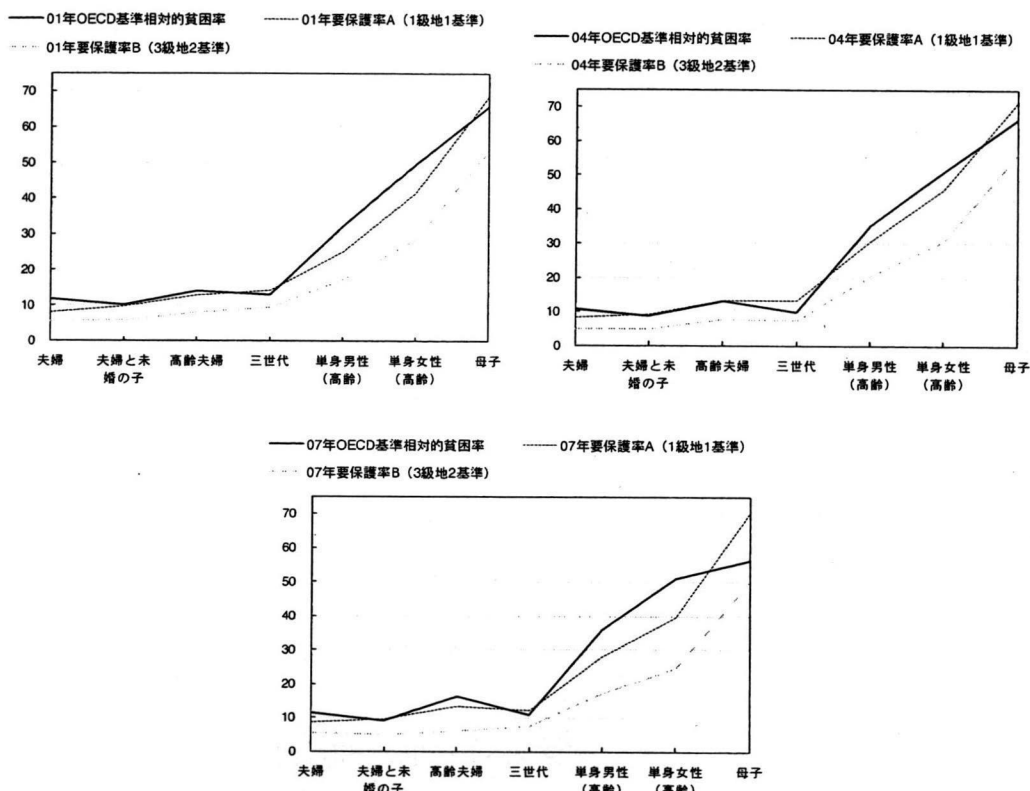 01年OECD基準相対的貧困率 01年要保護率A(1級地1基準)
01年要保護率B(3級地2基準)
70
60
50
40
30
20
10
0
夫婦 夫婦と未婚の子 高齢夫婦 三世代 単身男性(高齢) 単身女性(高齢) 母子
04年OECD基準相対的貧困率 04年要保護率A(1級地1基準)
04年要保護率B(3級地2基準)
70
60
50
40
30
20
10
0
夫婦 夫婦と未婚の子 高齢夫婦 三世代 単身男性(高齢) 単身女性(高齢) 母子
07年OECD基準相対的貧困率 07年要保護率A(1級地1基準)
07年要保護率B(3級地2基準)
70
60
50
40
30
20
10
0
夫婦 夫婦と未婚の子 高齢夫婦 三世代 単身男性(高齢) 単身女性(高齢) 母子